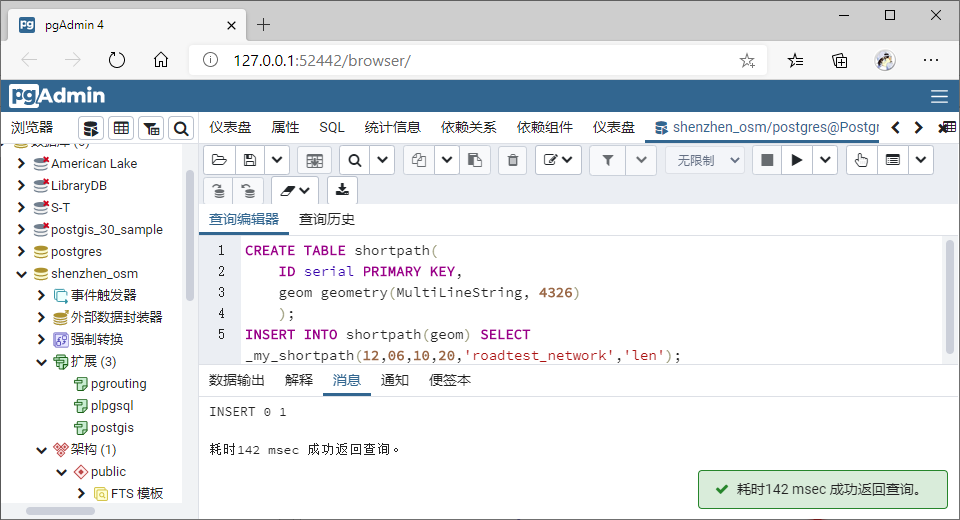 pgAdmin 4
127.0.0.1:52442/browser/
pgAdmin
浏览器
仪表盘 属性 SQL 统计信息 依赖关系 依赖组件 仪表盘 shenzhen_osm/postgres@Postgr
American Lake
LibraryDB
S-T
postgis_30_sample
postgres
shenzhen_osm
事件触发器
外部数据封装器
强制转换
扩展 (3)
pgrouting
plpgsql
postgis
架构 (1)
public
FTS 模板
无限制
查询编辑器 查询历史
1 CREATE TABLE shortpath(
2 ID serial PRIMARY KEY,
3 geom geometry(MultiLineString, 4326)
4 );
5 INSERT INTO shortpath(geom) SELECT
_my_shortpath(12,06,10,20,'roadtest_network','len');
数据输出 解释 消息 通知 便签本
INSERT 0 1
耗时142 msec 成功返回查询。
耗时142 msec 成功返回查询。